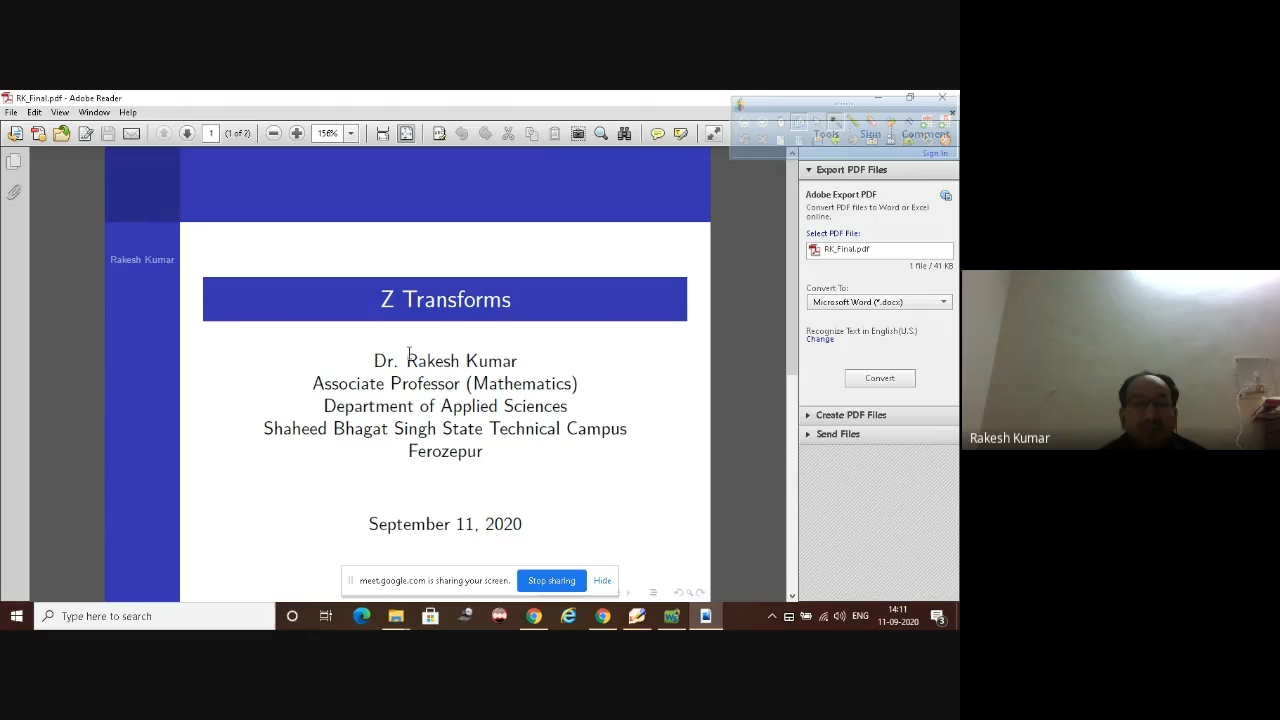 RK_Final.pdf - Adobe Reader
File Edit View Window Help
1 (1 of 7) 156%
Tools Sign Comment
Sign In
Export PDF Files
Adobe Export PDF
Convert PDF files to Word or Excel
online.
Select PDF File:
RK_Final.pdf
1 file / 41 KB
Convert To:
Microsoft Word (*.docx)
Recognize Text in English(U.S.)
Change
Convert
Create PDF Files
Send Files
Rakesh Kumar
Z Transforms
Dr. Rakesh Kumar
Associate Professor (Mathematics)
Department of Applied Sciences
Shaheed Bhagat Singh State Technical Campus
Ferozepur
September 11, 2020
meet.google.com is sharing your screen. Stop sharing Hide
Type here to search
ENG
14:11
11-09-2020
3
Rakesh Kumar